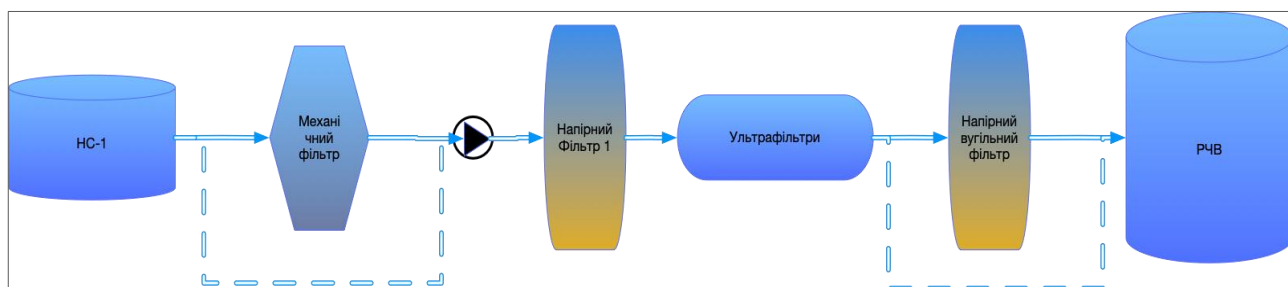 НС-1
Механі
чний
фільтр
Напірний
Фільтр 1
Ультрафільтри
Напірний
вугільний
фільтр
РЧВ